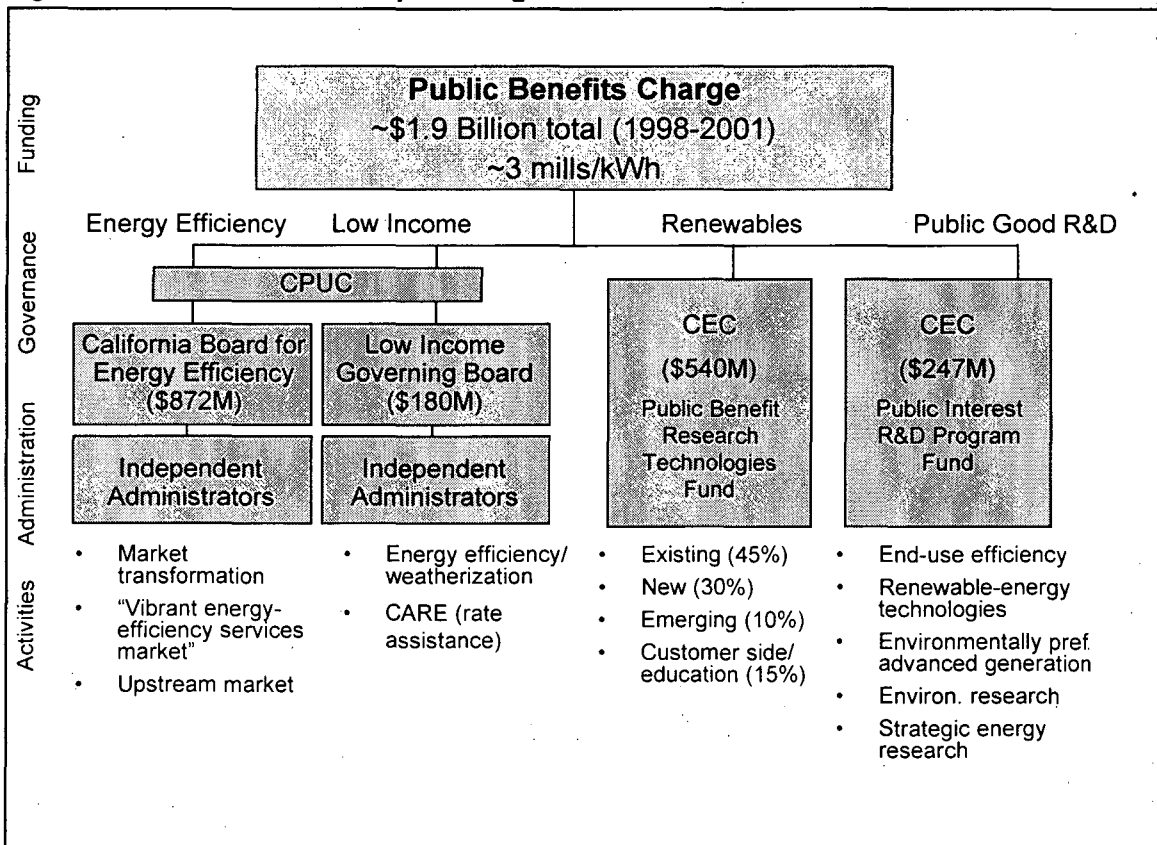 Public Benefits Charge
~$1.9 Billion total (1998-2001)
~3 mills/kWh
Funding
Energy Efficiency
Low Income
Renewables
Public Good R&D
Governance
CPUC
California Board for
Energy Efficiency
($872M)
Low Income
Governing Board
($180M)
CEC
($540M)
Public Benefit
Research
Technologies
Fund
CEC
($247M)
Public Interest
R&D Program
Fund
Administration
Independent
Administrators
Independent
Administrators
Activities
• Market
transformation
• "Vibrant energy-
efficiency services
market"
• Upstream market
• Energy efficiency/
weatherization
• CARE (rate
assistance)
• Existing (45%)
• New (30%)
• Emerging (10%)
• Customer side/
education (15%)
• End-use efficiency
• Renewable-energy
technologies
• Environmentally pref.
advanced generation
• Environ. research
• Strategic energy
research